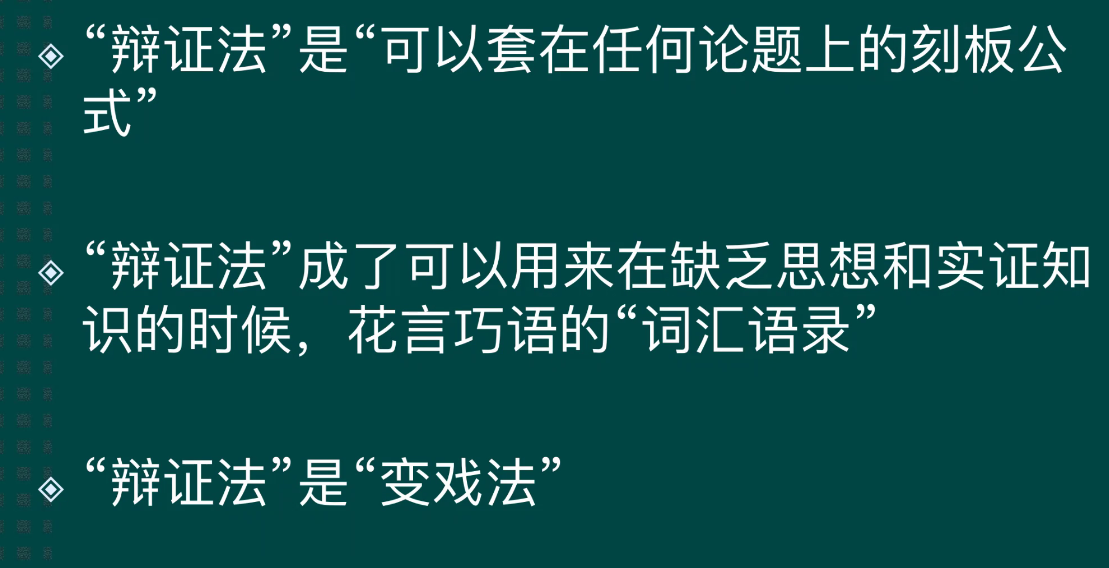 “辩证法”是“可以套在任何论题上的刻板公
式”
“辩证法”成了可以用来在缺乏思想和实证知
识的时候，花言巧语的“词汇语录”
“辩证法”是“变戏法”